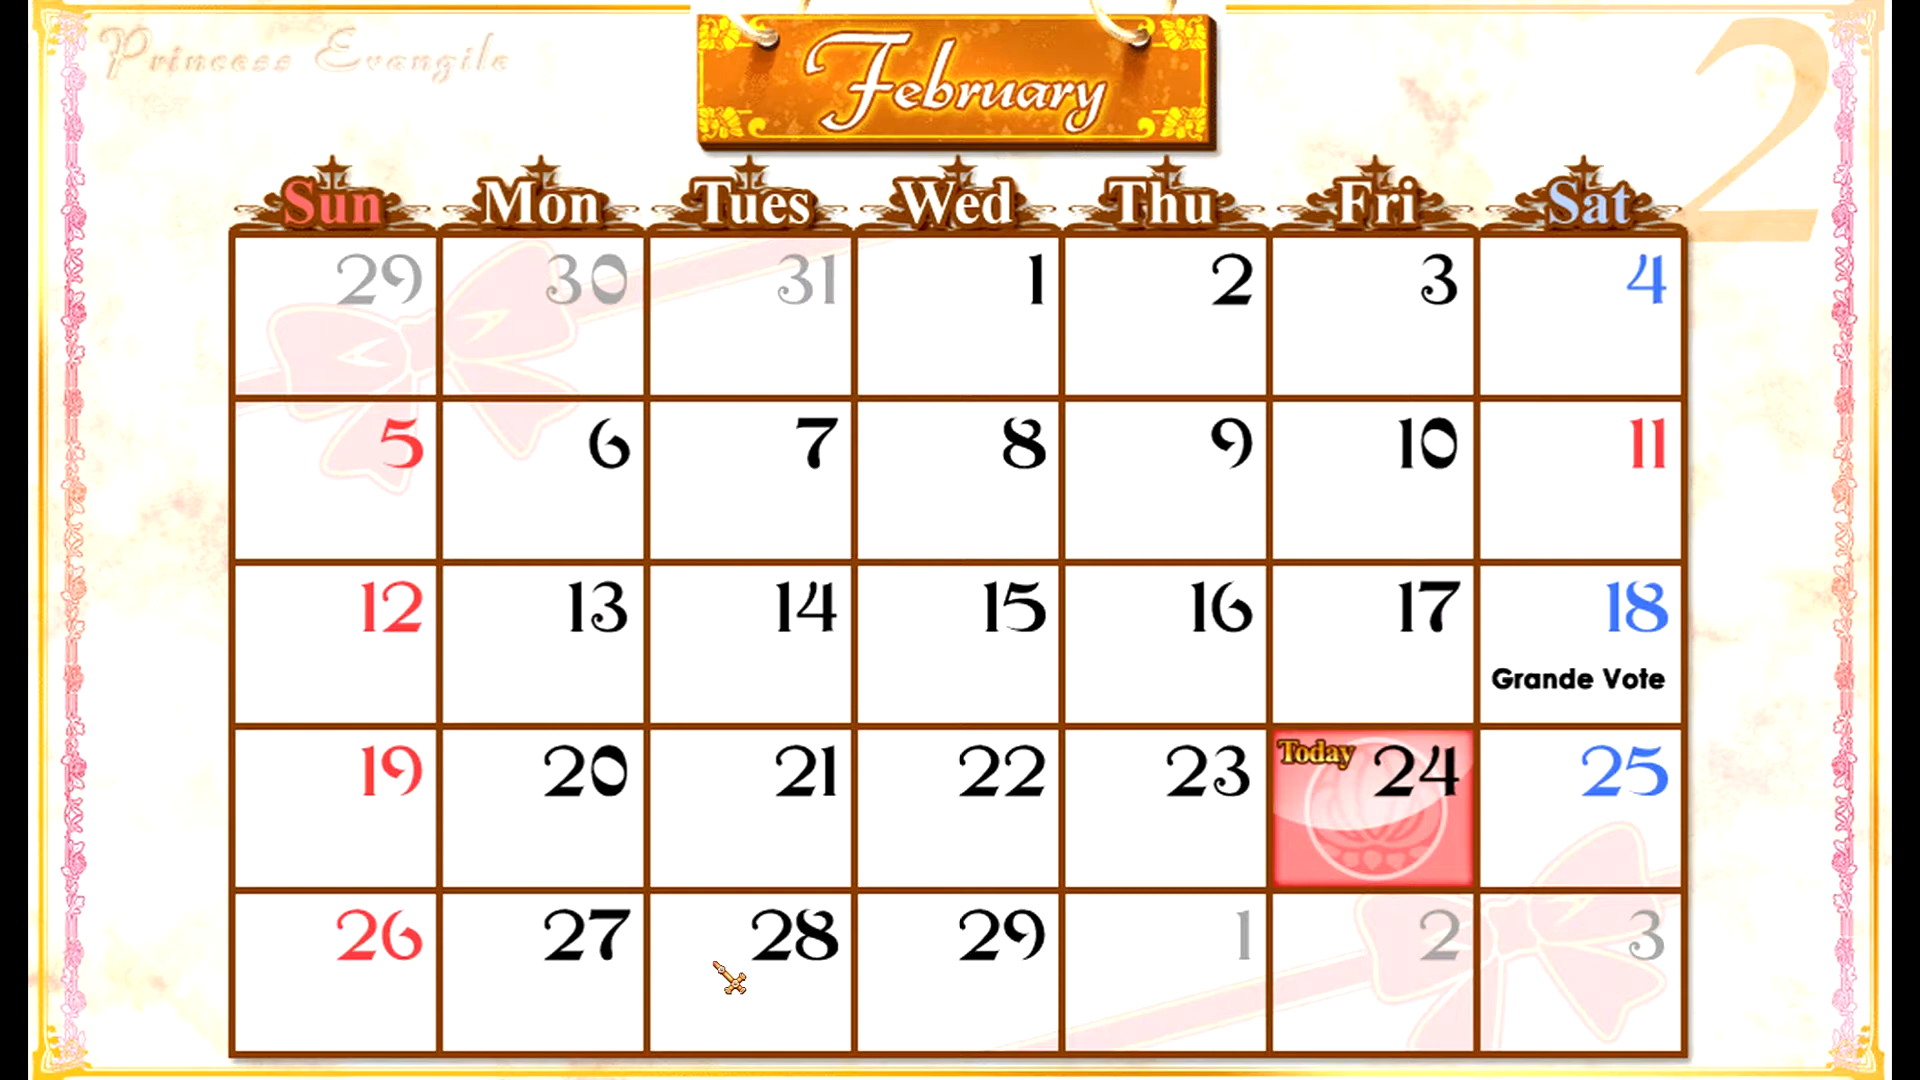 Princess Evangile
February
2
Sun Mon Tues Wed Thu Fri Sat
29 30 31 1 2 3 4
5 6 7 8 9 10 11
12 13 14 15 16 17 18
Grande Vote
19 20 21 22 23 Today 24 25
26 27 28 29 1 2 3